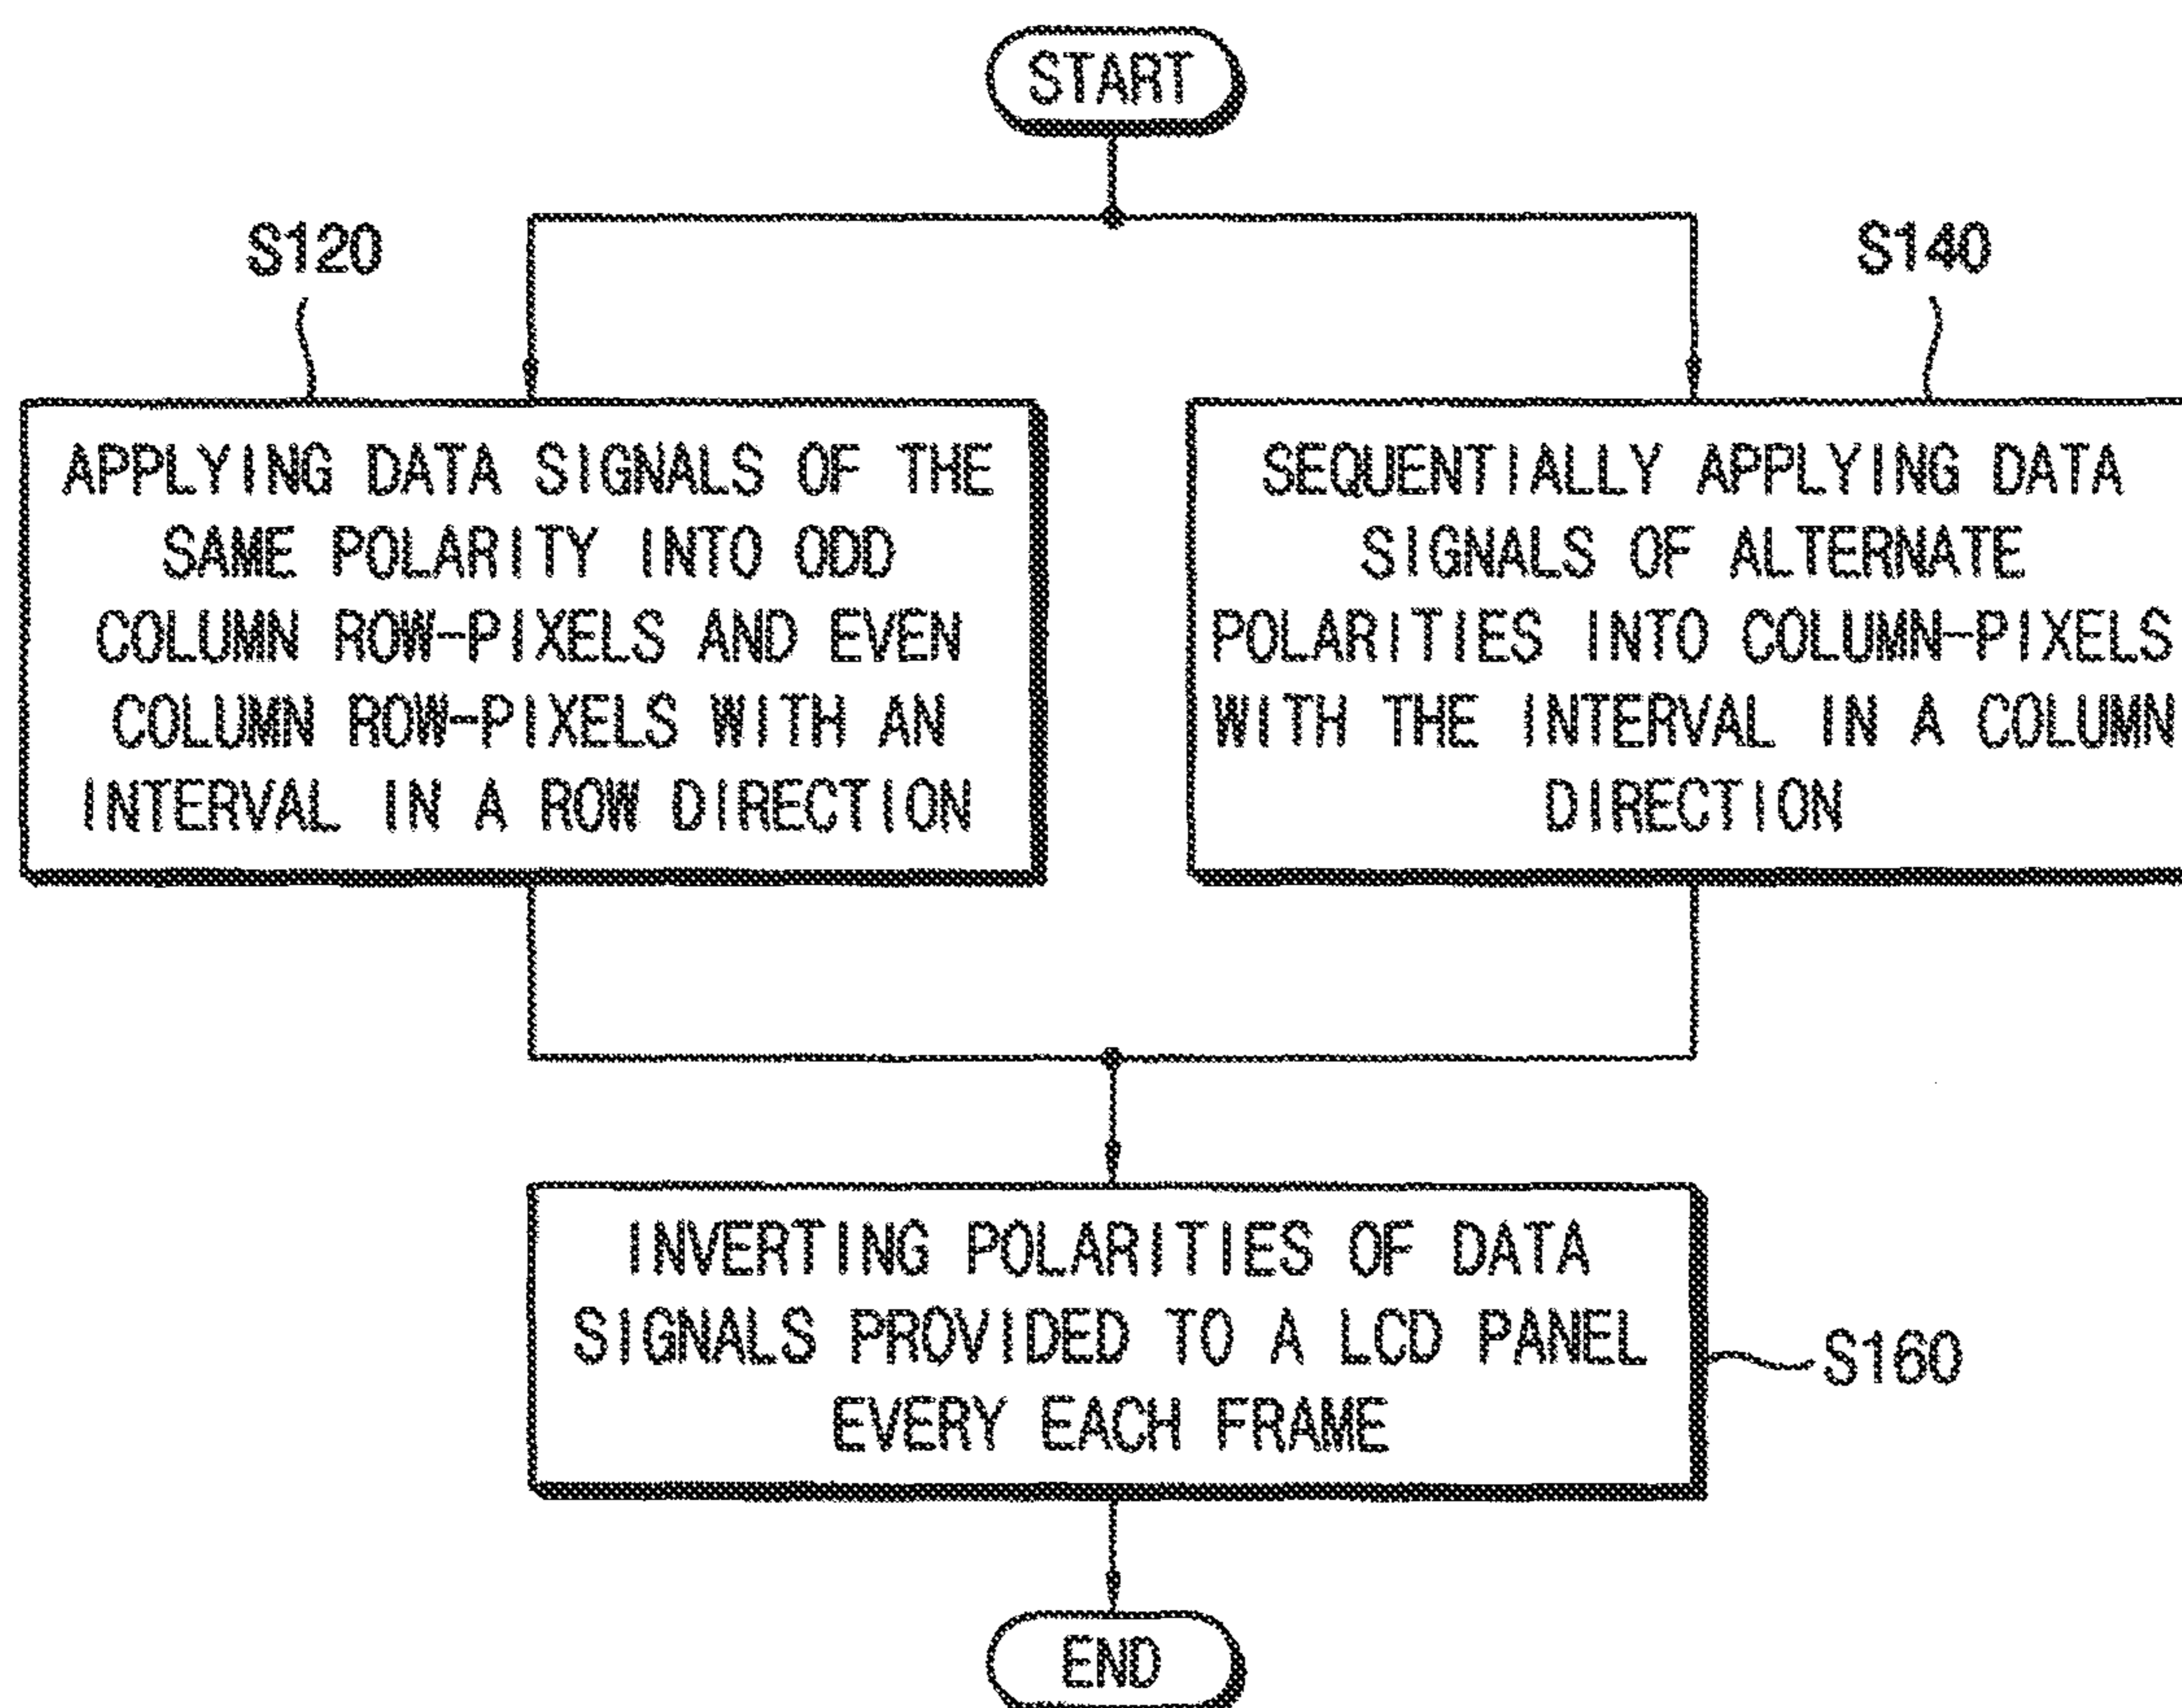 START
S120
APPLYING DATA SIGNALS OF THE
SAME POLARITY INTO ODD
COLUMN ROW-PIXELS AND EVEN
COLUMN ROW-PIXELS WITH AN
INTERVAL IN A ROW DIRECTION
S140
SEQUENTIALLY APPLYING DATA
SIGNALS OF ALTERNATE
POLARITIES INTO COLUMN-PIXELS
WITH THE INTERVAL IN A COLUMN
DIRECTION
INVERTING POLARITIES OF DATA
SIGNALS PROVIDED TO A LCD PANEL
EVERY EACH FRAME
S160
END